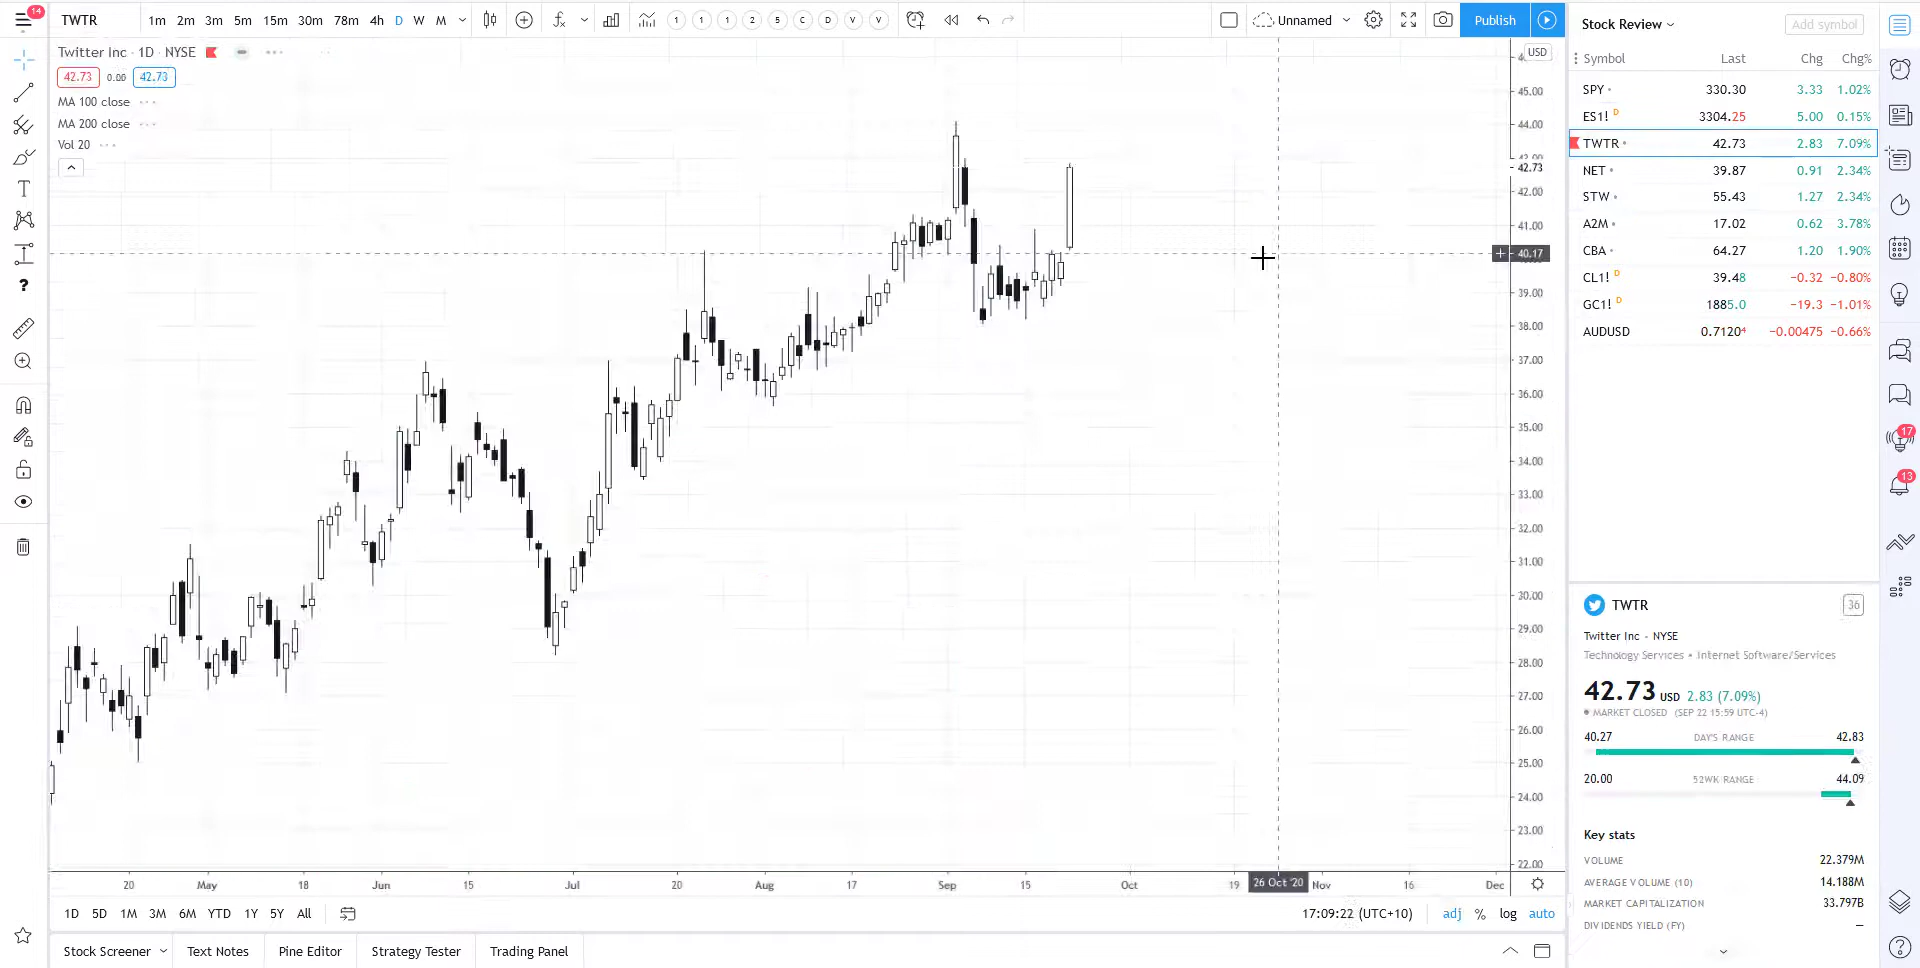 14
TWTR 1m 2m 3m 5m 15m 30m 78m 4h D W M 1 1 1 2 5 C D V V Unnamed Publish
Twitter Inc · 1D · NYSE
42.73 0.00 42.73
MA 100 close
MA 200 close
Vol 20
USD
45.00
44.00
42.73
42.00
41.00
40.17
39.00
38.00
37.00
36.00
35.00
34.00
33.00
32.00
31.00
30.00
29.00
28.00
27.00
26.00
25.00
24.00
23.00
22.00
20 May 18 Jun 15 Jul 20 Aug 17 Sep 15 Oct 19 26 Oct '20 Nov 16 Dec
1D 5D 1M 3M 6M YTD 1Y 5Y All 17:09:22 (UTC+10) adj % log auto
Stock Screener Text Notes Pine Editor Strategy Tester Trading Panel
Stock Review Add symbol
Symbol Last Chg Chg%
SPY 330.30 3.33 1.02%
ES1! D 3304.25 5.00 0.15%
TWTR 42.73 2.83 7.09%
NET 39.87 0.91 2.34%
STW 55.43 1.27 2.34%
A2M 17.02 0.62 3.78%
CBA 64.27 1.20 1.90%
CL1! D 39.48 −0.32 −0.80%
GC1! D 1885.0 −19.3 −1.01%
AUDUSD 0.71204 −0.00475 −0.66%
TWTR 36
Twitter Inc · NYSE
Technology Services • Internet Software/Services
42.73 USD 2.83 (7.09%)
MARKET CLOSED (SEP 22 15:59 UTC-4)
40.27 DAY'S RANGE 42.83
20.00 52WK RANGE 44.09
Key stats
VOLUME 22.379M
AVERAGE VOLUME (10) 14.188M
MARKET CAPITALIZATION 33.797B
DIVIDENDS YIELD (FY) —
17
13